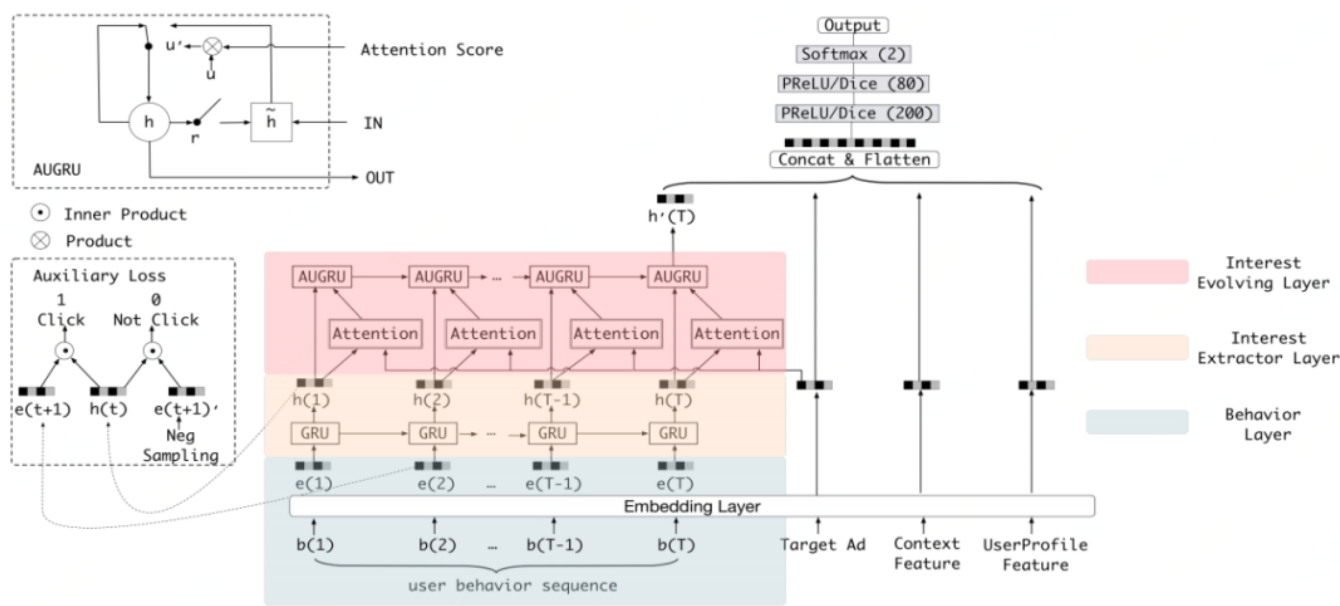 AUGRU
u'
u
Attention Score
h
r
h̃
IN
OUT
Inner Product
Product
Auxiliary Loss
1
Click
0
Not Click
e(t+1)
h(t)
e(t+1)'
Neg
Sampling
Output
Softmax (2)
PReLU/Dice (80)
PReLU/Dice (200)
Concat & Flatten
h'(T)
AUGRU
AUGRU
...
AUGRU
AUGRU
Attention
Attention
Attention
Attention
h(1)
h(2)
h(T-1)
h(T)
GRU
GRU
...
GRU
GRU
e(1)
e(2)
...
e(T-1)
e(T)
Embedding Layer
b(1)
b(2)
...
b(T-1)
b(T)
user behavior sequence
Target Ad
Context
Feature
UserProfile
Feature
Interest
Evolving Layer
Interest
Extractor Layer
Behavior
Layer